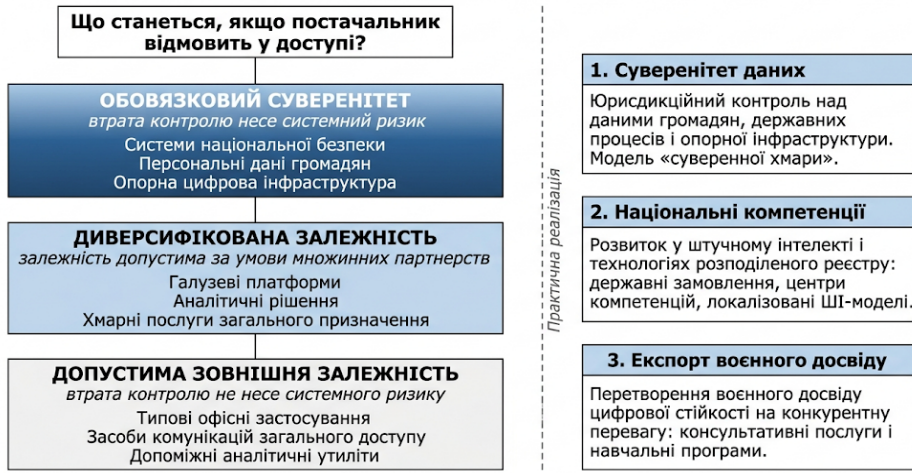 Що станеться, якщо постачальник
відмовить у доступі?
ОБОВЯЗКОВИЙ СУВЕРЕНІТЕТ
втрата контролю несе системний ризик
Системи національної безпеки
Персональні дані громадян
Опорна цифрова інфраструктура
ДИВЕРСИФІКОВАНА ЗАЛЕЖНІСТЬ
залежність допустима за умови множинних партнерств
Галузеві платформи
Аналітичні рішення
Хмарні послуги загального призначення
ДОПУСТИМА ЗОВНІШНЯ ЗАЛЕЖНІСТЬ
втрата контролю не несе системного ризику
Типові офісні застосування
Засоби комунікацій загального доступу
Допоміжні аналітичні утиліти
Практична реалізація
1. Суверенітет даних
Юрисдикційний контроль над
даними громадян, державних
процесів і опорної інфраструктури.
Модель «суверенної хмари».
2. Національні компетенції
Розвиток у штучному інтелекті і
технологіях розподіленого реєстру:
державні замовлення, центри
компетенцій, локалізовані ШІ-моделі.
3. Експорт воєнного досвіду
Перетворення воєнного досвіду
цифрової стійкості на конкурентну
перевагу: консультативні послуги і
навчальні програми.